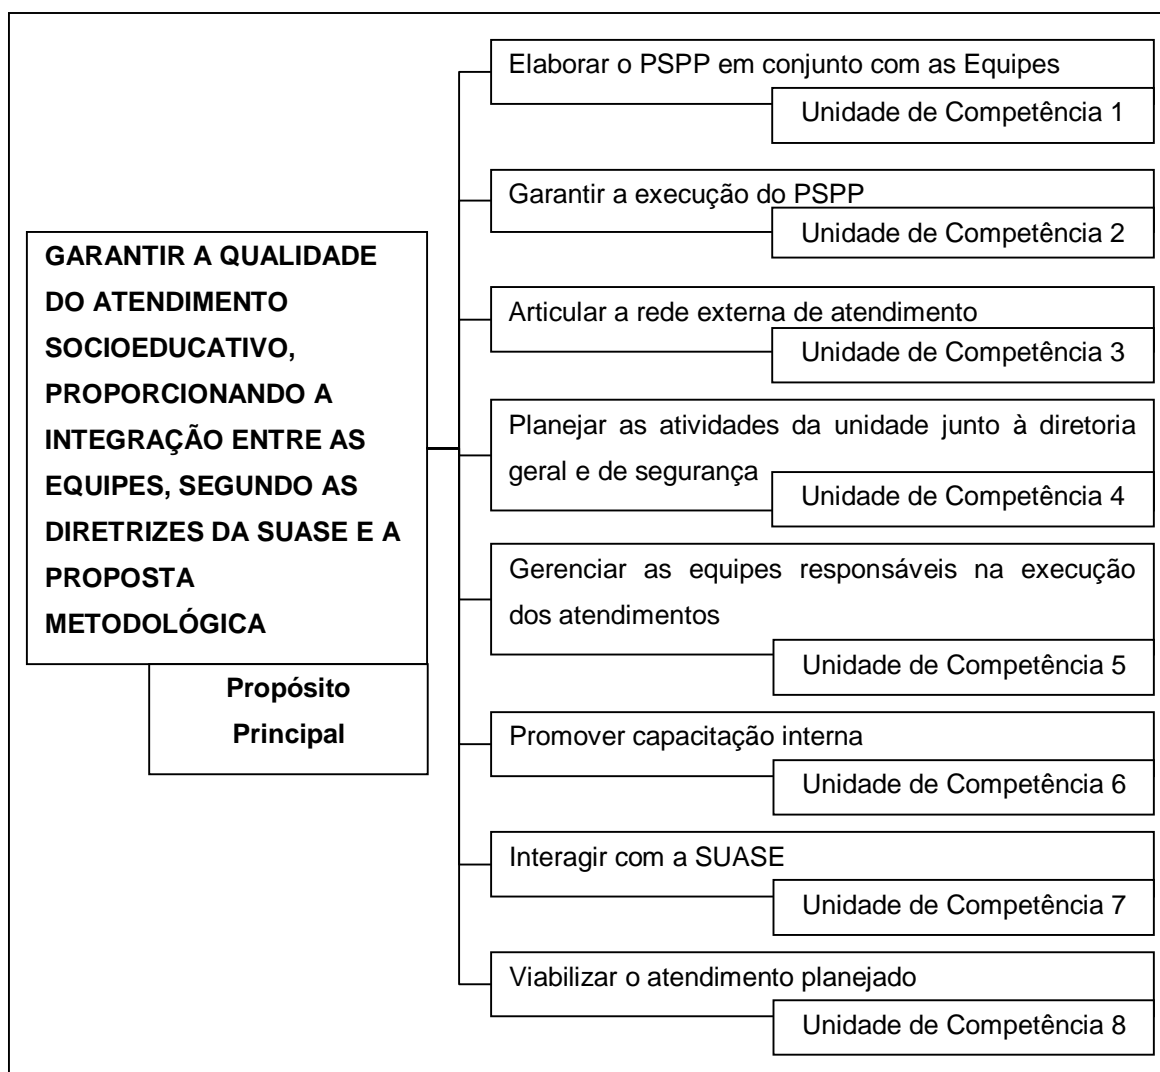 GARANTIR A QUALIDADE
DO ATENDIMENTO
SOCIOEDUCATIVO,
PROPORCIONANDO A
INTEGRAÇÃO ENTRE AS
EQUIPES, SEGUNDO AS
DIRETRIZES DA SUASE E A
PROPOSTA
METODOLÓGICA
Propósito
Principal
Elaborar o PSPP em conjunto com as Equipes
Unidade de Competência 1
Garantir a execução do PSPP
Unidade de Competência 2
Articular a rede externa de atendimento
Unidade de Competência 3
Planejar as atividades da unidade junto à diretoria
geral e de segurança
Unidade de Competência 4
Gerenciar as equipes responsáveis na execução
dos atendimentos
Unidade de Competência 5
Promover capacitação interna
Unidade de Competência 6
Interagir com a SUASE
Unidade de Competência 7
Viabilizar o atendimento planejado
Unidade de Competência 8